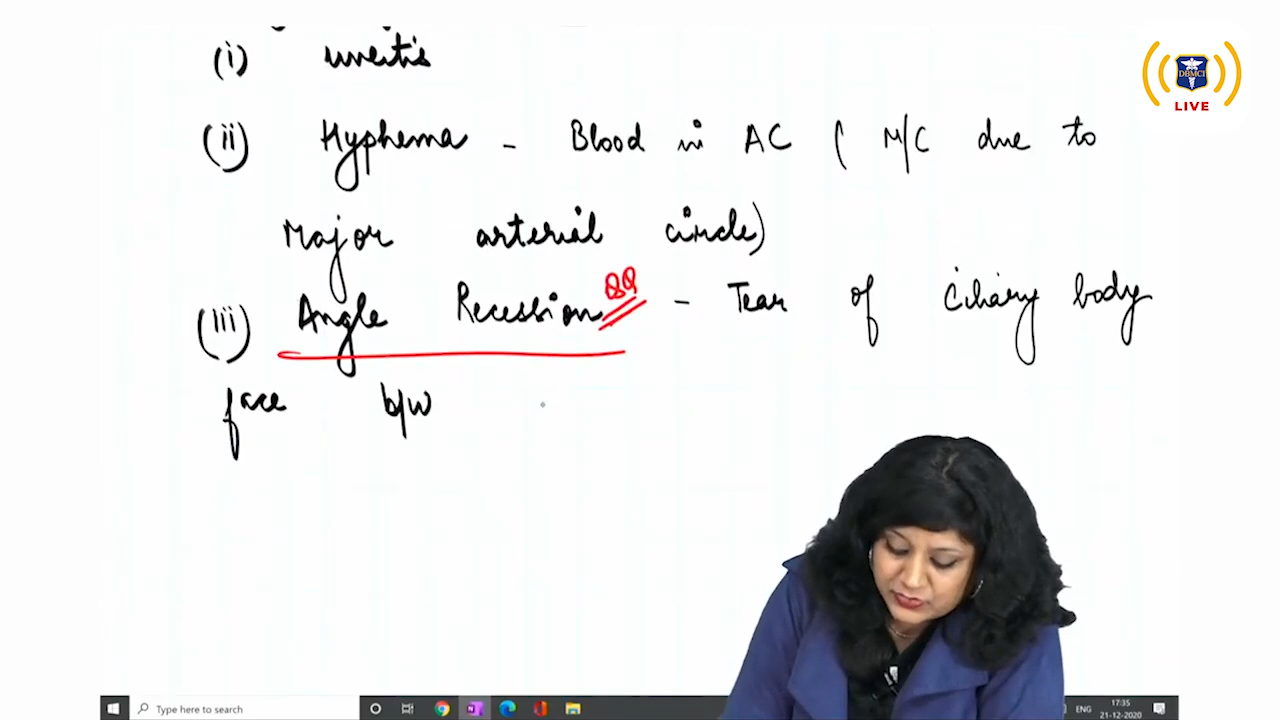 (i) uveitis
(ii) Hyphema - Blood in AC ( M/C due to
Major arterial circle)
(iii) Angle Recession - Tear of Ciliary body
face b/w
DBMCI
LIVE
Type here to search
ENG
17:35
21-12-2020